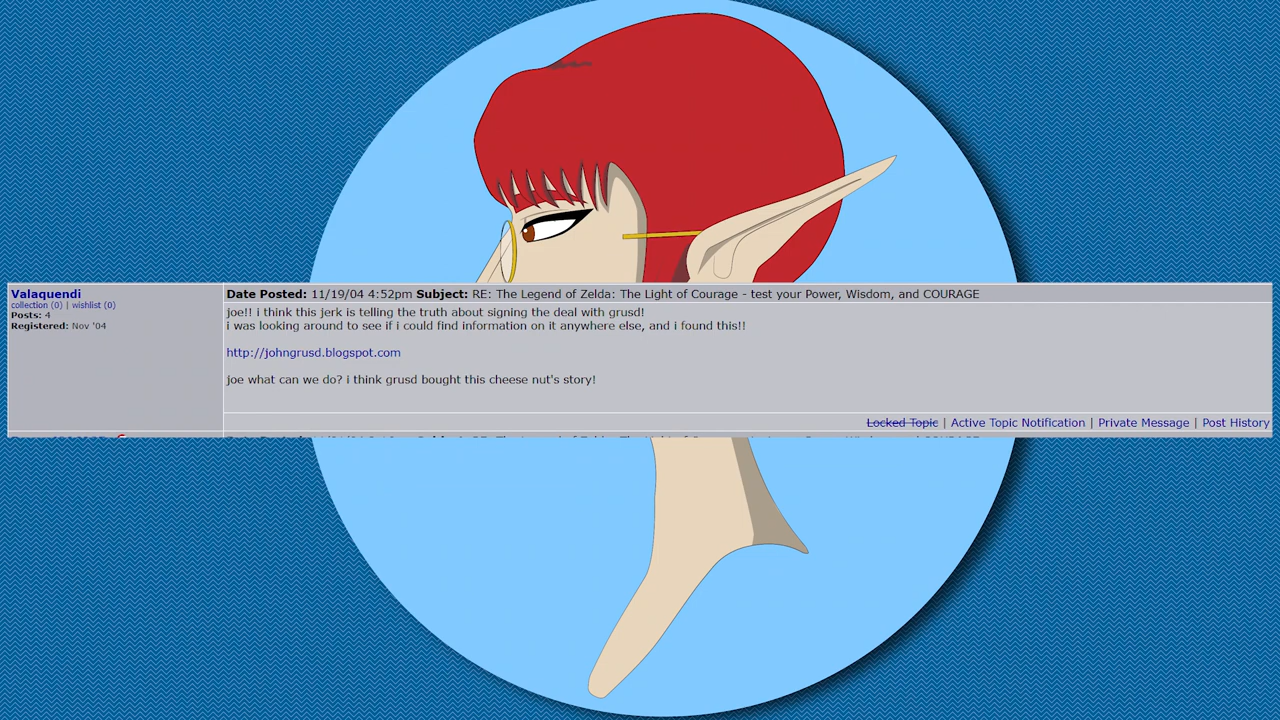 Valaquendi
collection (0) | wishlist (0)
Posts: 4
Registered: Nov '04
Date Posted: 11/19/04 4:52pm Subject: RE: The Legend of Zelda: The Light of Courage - test your Power, Wisdom, and COURAGE
joe!! i think this jerk is telling the truth about signing the deal with grusd!
i was looking around to see if i could find information on it anywhere else, and i found this!!
http://johngrusd.blogspot.com
joe what can we do? i think grusd bought this cheese nut's story!
Locked Topic | Active Topic Notification | Private Message | Post History